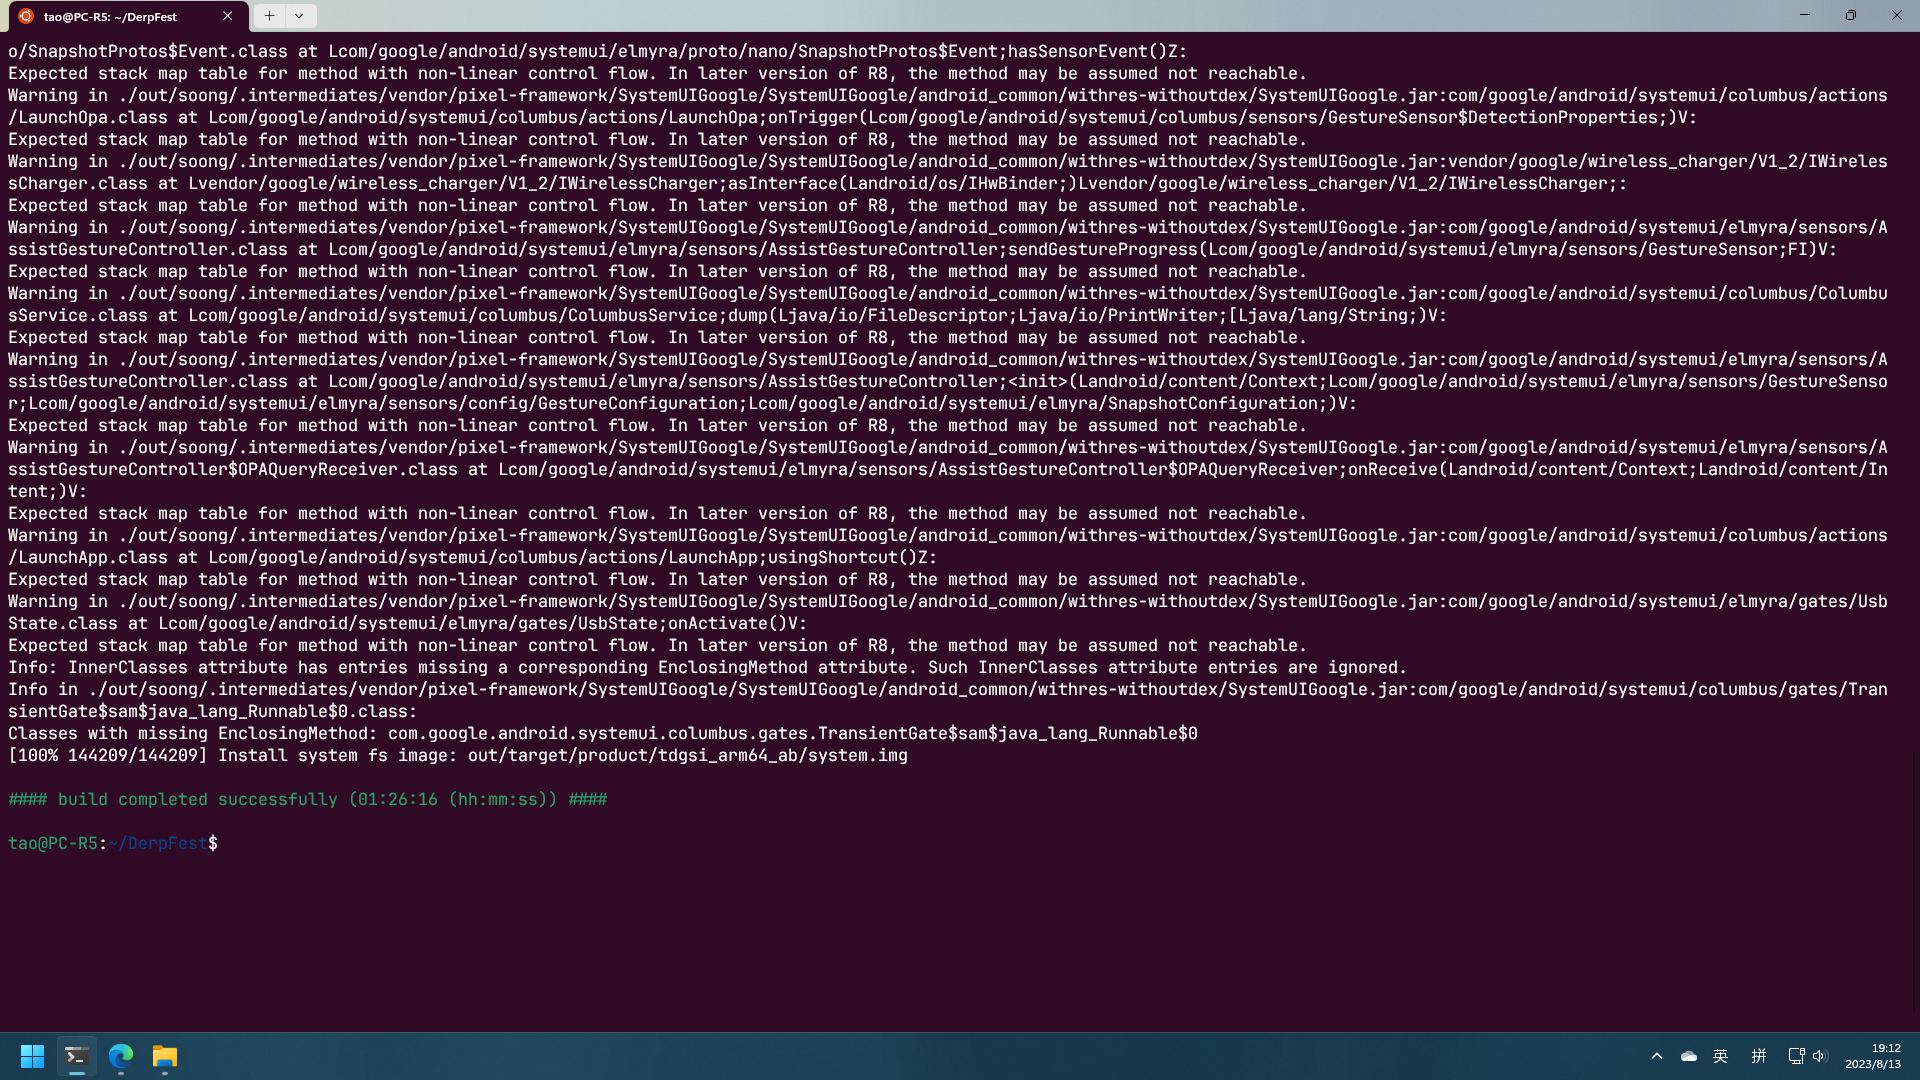 tao@PC-R5: ~/DerpFest
o/SnapshotProtos$Event.class at Lcom/google/android/systemui/elmyra/proto/nano/SnapshotProtos$Event;hasSensorEvent()Z:
Expected stack map table for method with non-linear control flow. In later version of R8, the method may be assumed not reachable.
Warning in ./out/soong/.intermediates/vendor/pixel-framework/SystemUIGoogle/SystemUIGoogle/android_common/withres-withoutdex/SystemUIGoogle.jar:com/google/android/systemui/columbus/actions
/LaunchOpa.class at Lcom/google/android/systemui/columbus/actions/LaunchOpa;onTrigger(Lcom/google/android/systemui/columbus/sensors/GestureSensor$DetectionProperties;)V:
Expected stack map table for method with non-linear control flow. In later version of R8, the method may be assumed not reachable.
Warning in ./out/soong/.intermediates/vendor/pixel-framework/SystemUIGoogle/SystemUIGoogle/android_common/withres-withoutdex/SystemUIGoogle.jar:vendor/google/wireless_charger/V1_2/IWireles
sCharger.class at Lvendor/google/wireless_charger/V1_2/IWirelessCharger;asInterface(Landroid/os/IHwBinder;)Lvendor/google/wireless_charger/V1_2/IWirelessCharger;:
Expected stack map table for method with non-linear control flow. In later version of R8, the method may be assumed not reachable.
Warning in ./out/soong/.intermediates/vendor/pixel-framework/SystemUIGoogle/SystemUIGoogle/android_common/withres-withoutdex/SystemUIGoogle.jar:com/google/android/systemui/elmyra/sensors/A
ssistGestureController.class at Lcom/google/android/systemui/elmyra/sensors/AssistGestureController;sendGestureProgress(Lcom/google/android/systemui/elmyra/sensors/GestureSensor;FI)V:
Expected stack map table for method with non-linear control flow. In later version of R8, the method may be assumed not reachable.
Warning in ./out/soong/.intermediates/vendor/pixel-framework/SystemUIGoogle/SystemUIGoogle/android_common/withres-withoutdex/SystemUIGoogle.jar:com/google/android/systemui/columbus/Columbu
sService.class at Lcom/google/android/systemui/columbus/ColumbusService;dump(Ljava/io/FileDescriptor;Ljava/io/PrintWriter;[Ljava/lang/String;)V:
Expected stack map table for method with non-linear control flow. In later version of R8, the method may be assumed not reachable.
Warning in ./out/soong/.intermediates/vendor/pixel-framework/SystemUIGoogle/SystemUIGoogle/android_common/withres-withoutdex/SystemUIGoogle.jar:com/google/android/systemui/elmyra/sensors/A
ssistGestureController.class at Lcom/google/android/systemui/elmyra/sensors/AssistGestureController;<init>(Landroid/content/Context;Lcom/google/android/systemui/elmyra/sensors/GestureSenso
r;Lcom/google/android/systemui/elmyra/sensors/config/GestureConfiguration;Lcom/google/android/systemui/elmyra/SnapshotConfiguration;)V:
Expected stack map table for method with non-linear control flow. In later version of R8, the method may be assumed not reachable.
Warning in ./out/soong/.intermediates/vendor/pixel-framework/SystemUIGoogle/SystemUIGoogle/android_common/withres-withoutdex/SystemUIGoogle.jar:com/google/android/systemui/elmyra/sensors/A
ssistGestureController$OPAQueryReceiver.class at Lcom/google/android/systemui/elmyra/sensors/AssistGestureController$OPAQueryReceiver;onReceive(Landroid/content/Context;Landroid/content/In
tent;)V:
Expected stack map table for method with non-linear control flow. In later version of R8, the method may be assumed not reachable.
Warning in ./out/soong/.intermediates/vendor/pixel-framework/SystemUIGoogle/SystemUIGoogle/android_common/withres-withoutdex/SystemUIGoogle.jar:com/google/android/systemui/columbus/actions
/LaunchApp.class at Lcom/google/android/systemui/columbus/actions/LaunchApp;usingShortcut()Z:
Expected stack map table for method with non-linear control flow. In later version of R8, the method may be assumed not reachable.
Warning in ./out/soong/.intermediates/vendor/pixel-framework/SystemUIGoogle/SystemUIGoogle/android_common/withres-withoutdex/SystemUIGoogle.jar:com/google/android/systemui/elmyra/gates/Usb
State.class at Lcom/google/android/systemui/elmyra/gates/UsbState;onActivate()V:
Expected stack map table for method with non-linear control flow. In later version of R8, the method may be assumed not reachable.
Info: InnerClasses attribute has entries missing a corresponding EnclosingMethod attribute. Such InnerClasses attribute entries are ignored.
Info in ./out/soong/.intermediates/vendor/pixel-framework/SystemUIGoogle/SystemUIGoogle/android_common/withres-withoutdex/SystemUIGoogle.jar:com/google/android/systemui/columbus/gates/Tran
sientGate$sam$java_lang_Runnable$0.class:
Classes with missing EnclosingMethod: com.google.android.systemui.columbus.gates.TransientGate$sam$java_lang_Runnable$0
[100% 144209/144209] Install system fs image: out/target/product/tdgsi_arm64_ab/system.img
#### build completed successfully (01:26:16 (hh:mm:ss)) ####
tao@PC-R5:~/DerpFest$
英 拼 19:12
2023/8/13